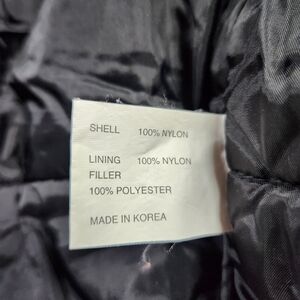 SHELL 100% NYLON
LINING 100% NYLON
FILLER
100% POLYESTER
MADE IN KOREA